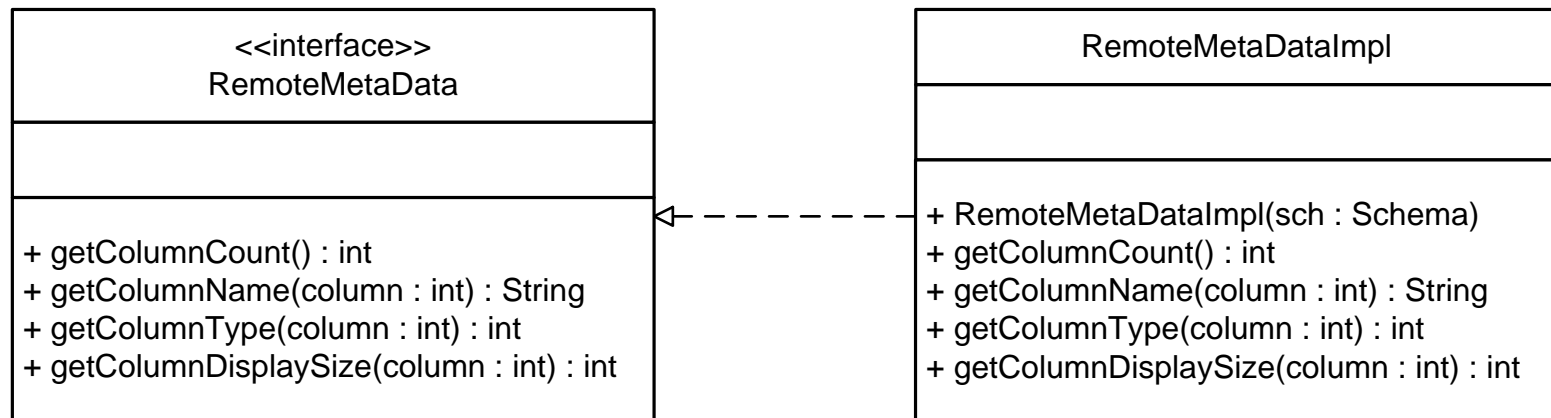 <<interface>>
RemoteMetaData
+ getColumnCount() : int
+ getColumnName(column : int) : String
+ getColumnType(column : int) : int
+ getColumnDisplaySize(column : int) : int
RemoteMetaDataImpl
+ RemoteMetaDataImpl(sch : Schema)
+ getColumnCount() : int
+ getColumnName(column : int) : String
+ getColumnType(column : int) : int
+ getColumnDisplaySize(column : int) : int